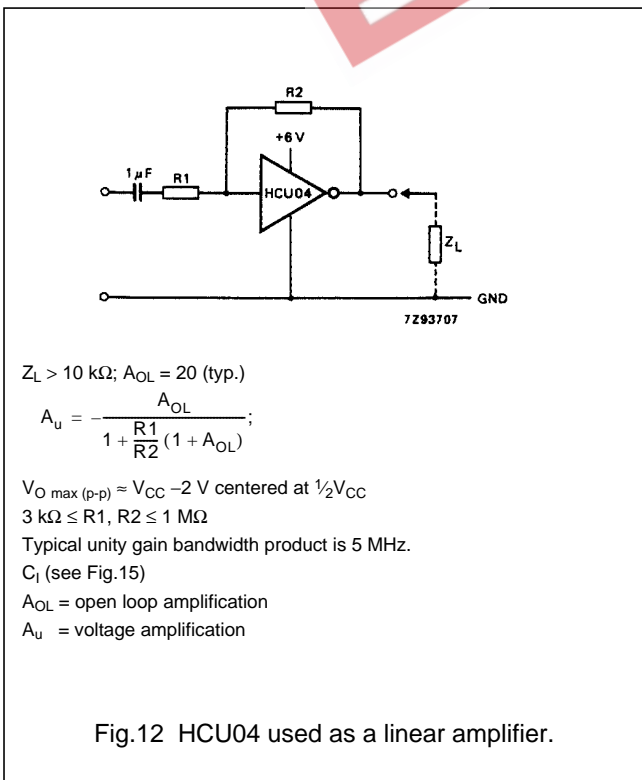 R2
+6 V
1 μF
R1
HCU04
Z_L
GND
7Z93707
Z_L > 10 kΩ; A_OL = 20 (typ.)
A_u = − A_OL / (1 + R1/R2 (1 + A_OL));
V_O max (p-p) ≈ V_CC −2 V centered at ½V_CC
3 kΩ ≤ R1, R2 ≤ 1 MΩ
Typical unity gain bandwidth product is 5 MHz.
C_I (see Fig.15)
A_OL = open loop amplification
A_u = voltage amplification
Fig.12 HCU04 used as a linear amplifier.